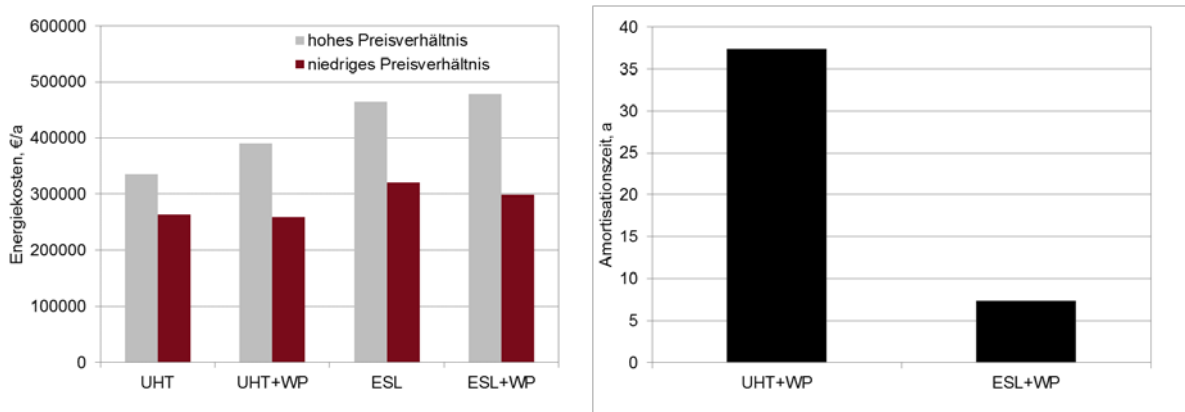 600000
500000
400000
300000
200000
100000
0
Energiekosten, €/a
hohes Preisverhältnis
niedriges Preisverhältnis
UHT
UHT+WP
ESL
ESL+WP
40
35
30
25
20
15
10
5
0
Amortisationszeit, a
UHT+WP
ESL+WP